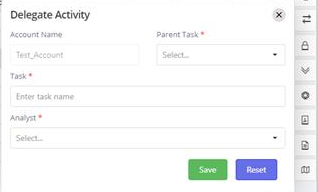 Delegate Activity
Account Name
Parent Task *
Test_Account
Select...
Task *
Enter task name
Analyst *
Select...
Save
Reset